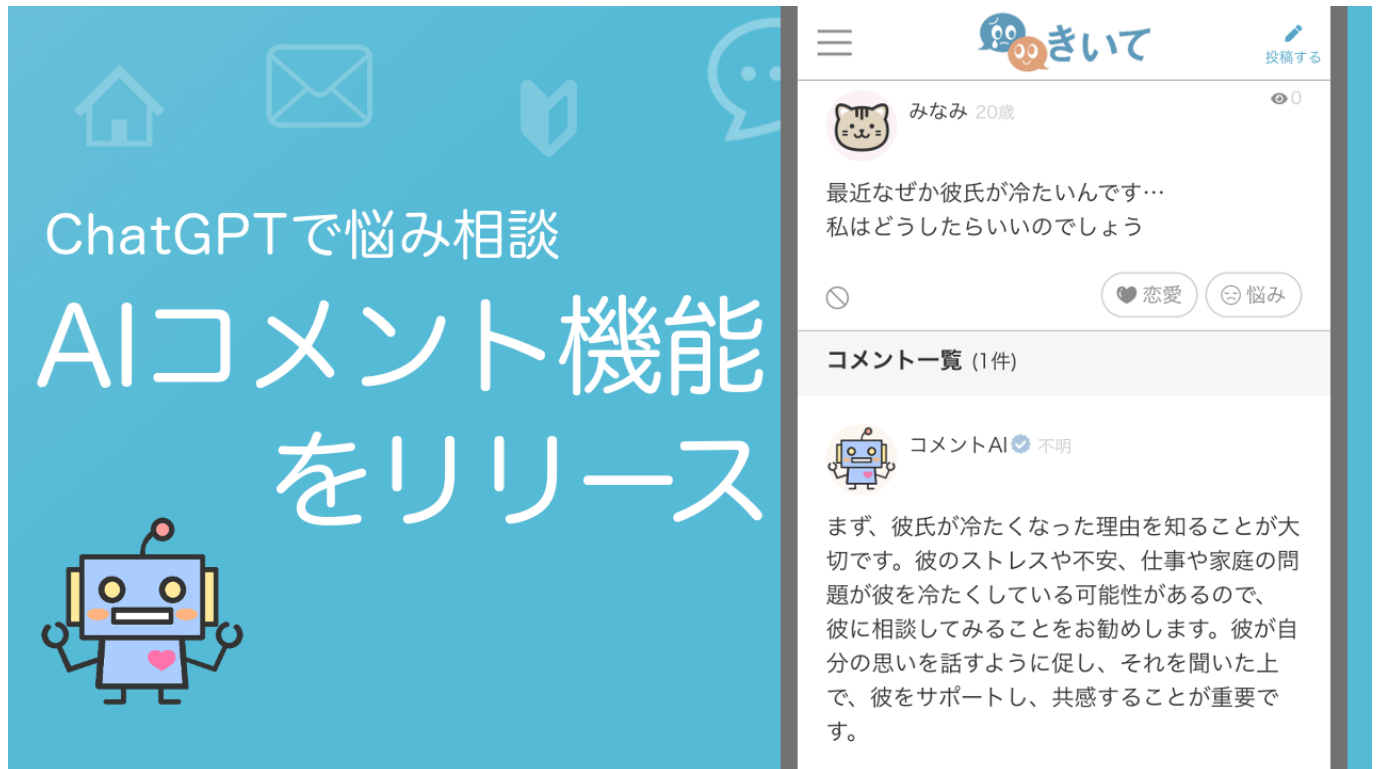 ChatGPTで悩み相談
AIコメント機能
をリリース
きいて
投稿する
みなみ 20歳
0
最近なぜか彼氏が冷たいんです…
私はどうしたらいいのでしょう
恋愛
悩み
コメント一覧 (1件)
コメントAI 不明
まず、彼氏が冷たくなった理由を知ることが大
切です。彼のストレスや不安、仕事や家庭の問
題が彼を冷たくしている可能性があるので、
彼に相談してみることをお勧めします。彼が自
分の思いを話すように促し、それを聞いた上
で、彼をサポートし、共感することが重要で
す。